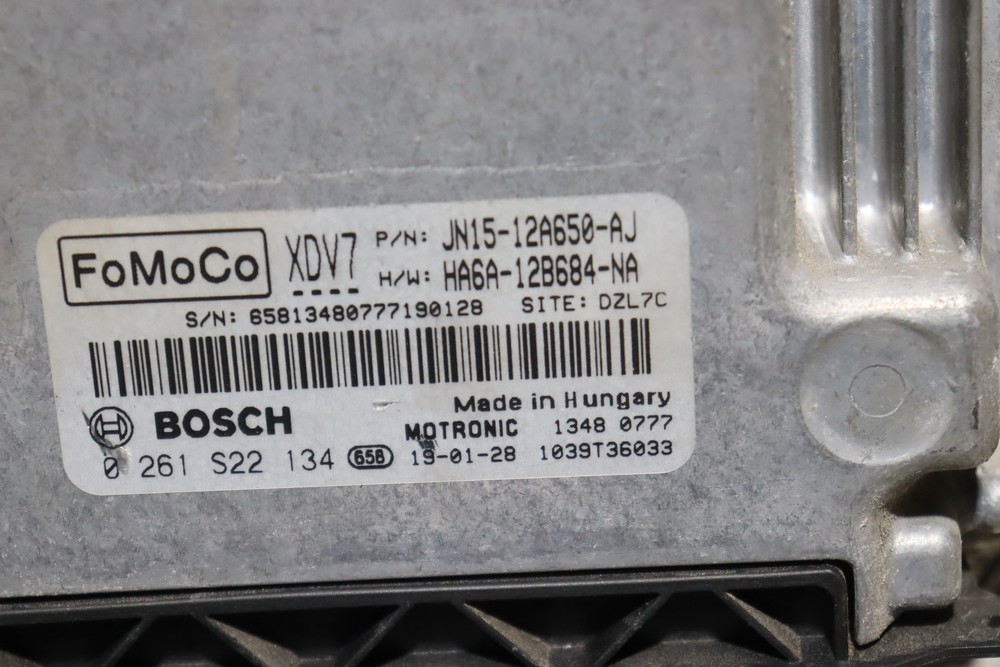 FoMoCo XDV7 P/N: JN15-12A650-AJ
H/W: HA6A-12B684-NA
S/N: 65813480777190128 SITE: DZL7C
Made in Hungary
BOSCH MOTRONIC 1348 0777
0 261 S22 134 658 19-01-28 1039T36033